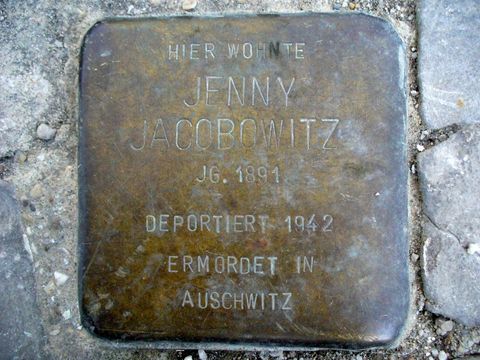 HIER WOHNTE
JENNY
JACOBOWITZ
JG. 1891
DEPORTIERT 1942
ERMORDET IN
AUSCHWITZ